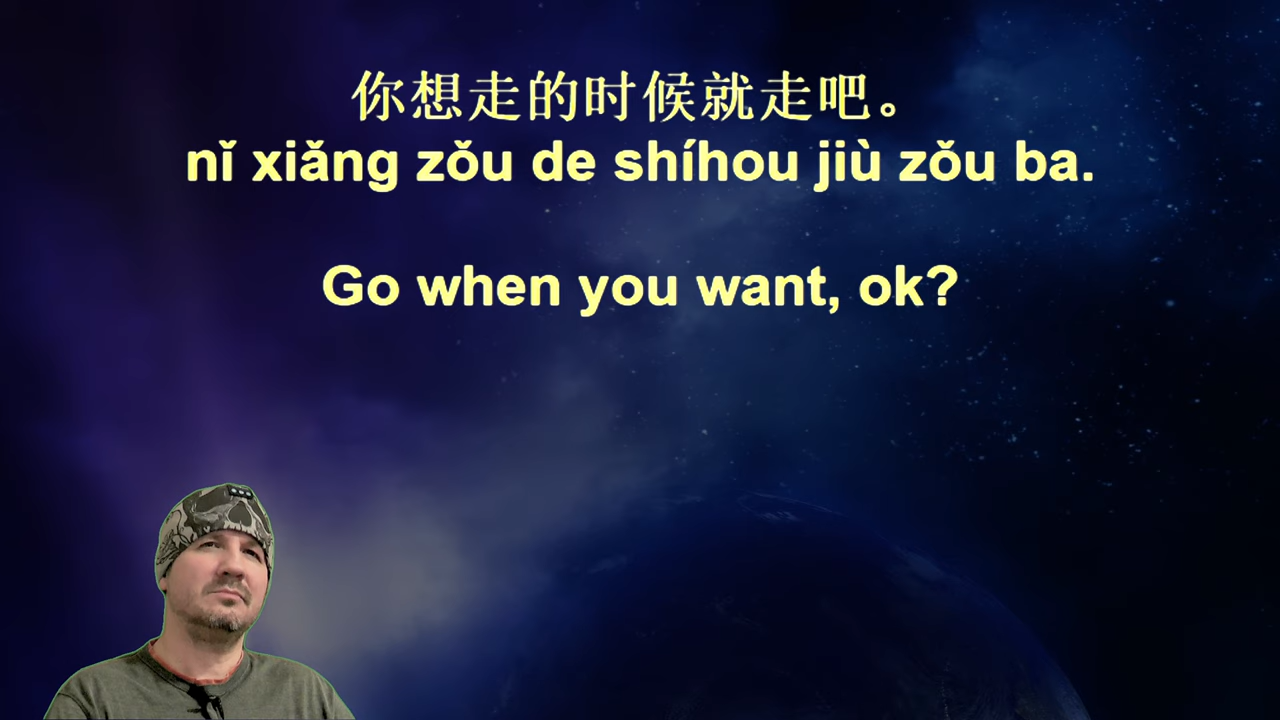 你想走的时候就走吧。
nǐ xiǎng zǒu de shíhou jiù zǒu ba.
Go when you want, ok?